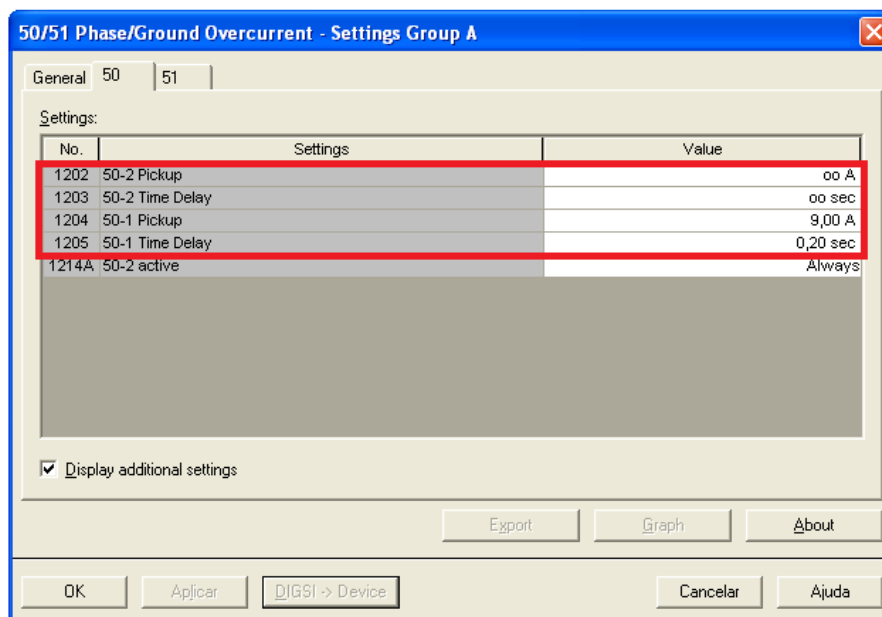 50/51 Phase/Ground Overcurrent - Settings Group A
General 50 51
Settings:
No. Settings Value
1202 50-2 Pickup oo A
1203 50-2 Time Delay oo sec
1204 50-1 Pickup 9,00 A
1205 50-1 Time Delay 0,20 sec
1214A 50-2 active Always
Display additional settings
Export Graph About
OK Aplicar DIGSI -> Device Cancelar Ajuda